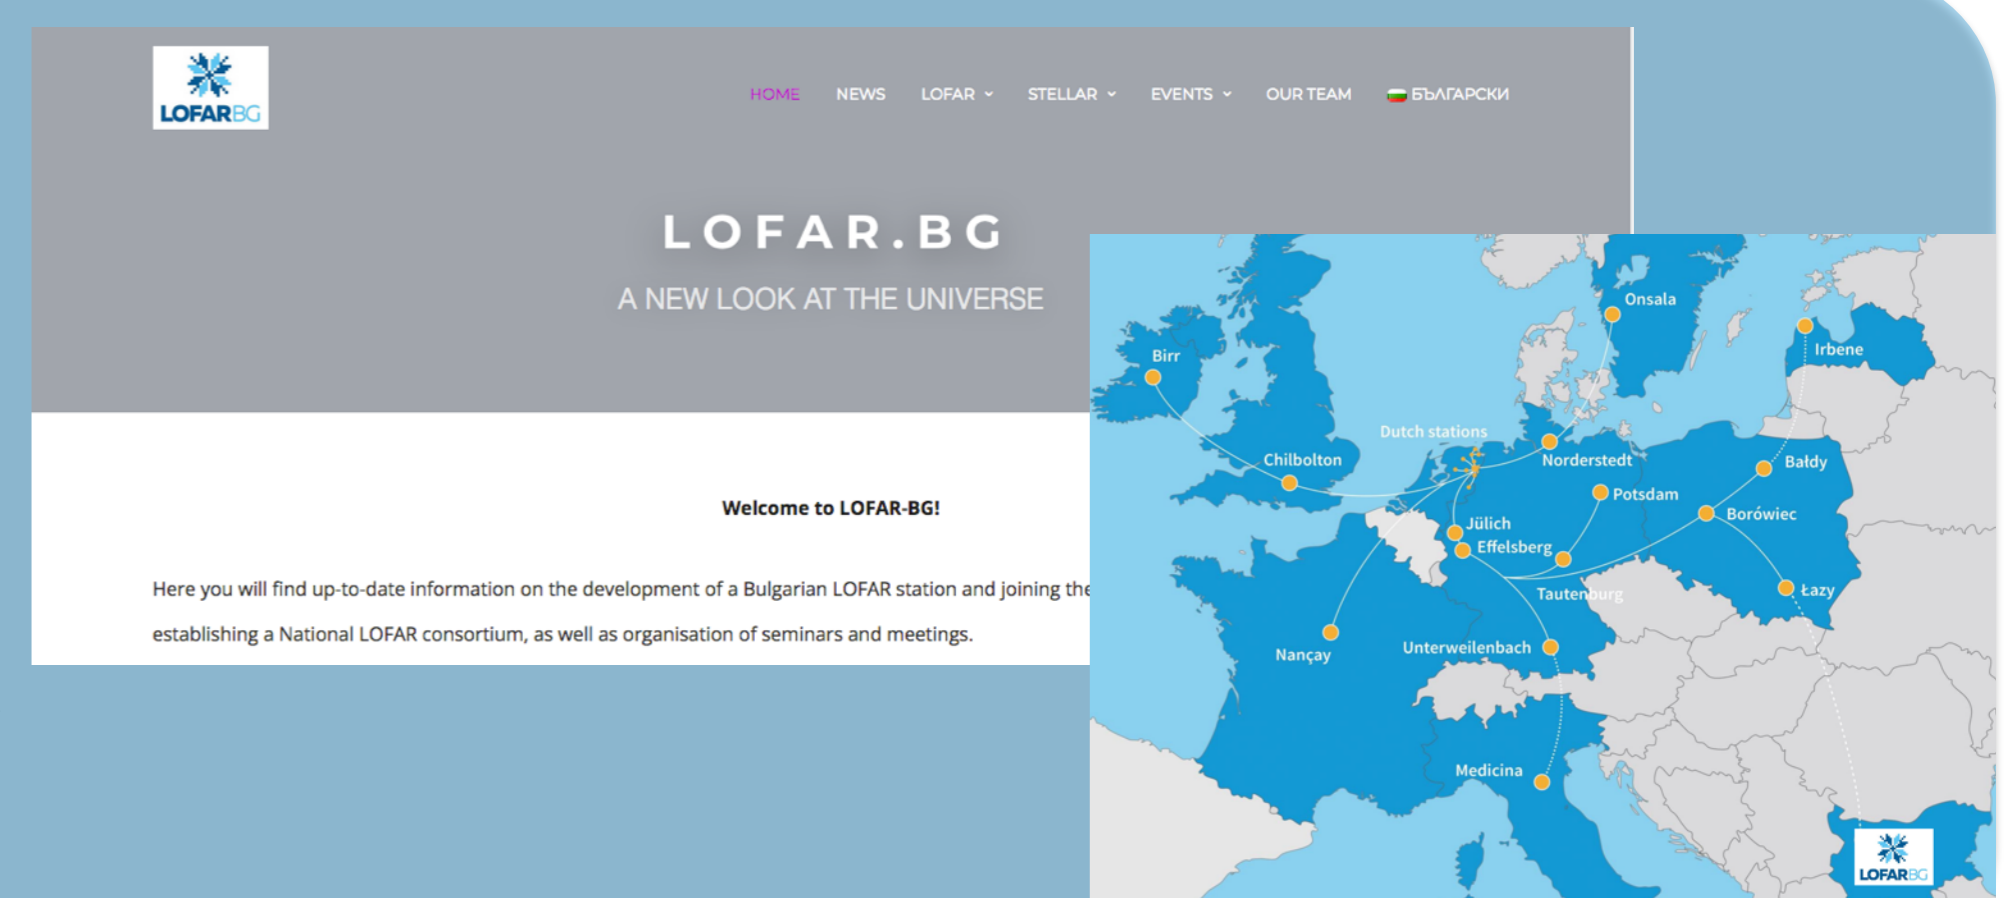 LOFARBG
HOME NEWS LOFAR STELLAR EVENTS OUR TEAM БЪЛГАРСКИ
LOFAR.BG
A NEW LOOK AT THE UNIVERSE
Welcome to LOFAR-BG!
Here you will find up-to-date information on the development of a Bulgarian LOFAR station and joining the
establishing a National LOFAR consortium, as well as organisation of seminars and meetings.
Onsala
Irbene
Birr
Dutch stations
Chilbolton
Norderstedt
Bałdy
Potsdam
Borówiec
Jülich
Effelsberg
Tautenburg
Łazy
Nançay
Unterweilenbach
Medicina
LOFARBG